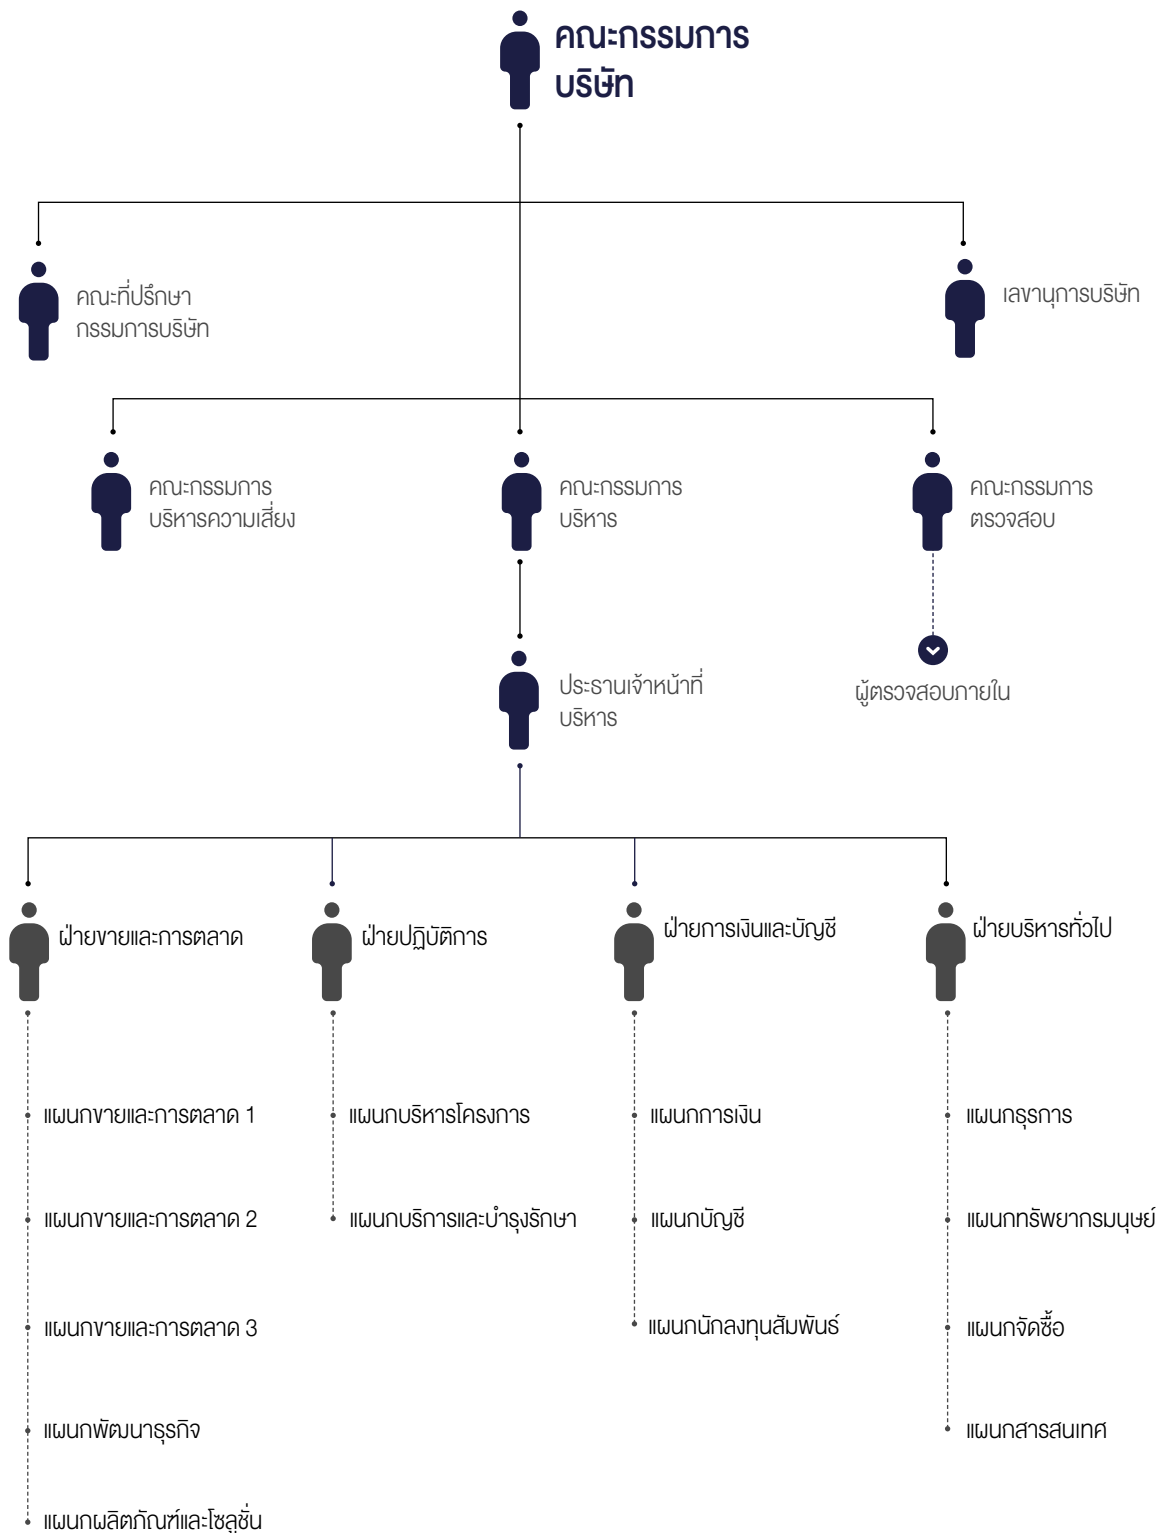 คณะกรรมการ
บริษัท
คณะที่ปรึกษา
กรรมการบริษัท
เลขานุการบริษัท
คณะกรรมการ
บริหารความเสี่ยง
คณะกรรมการ
บริหาร
คณะกรรมการ
ตรวจสอบ
ประธานเจ้าหน้าที่
บริหาร
ผู้ตรวจสอบภายใน
ฝ่ายขายและการตลาด
ฝ่ายปฏิบัติการ
ฝ่ายการเงินและบัญชี
ฝ่ายบริหารทั่วไป
แผนกขายและการตลาด 1
แผนกบริหารโครงการ
แผนกการเงิน
แผนกธุรการ
แผนกขายและการตลาด 2
แผนกบริการและบำรุงรักษา
แผนกบัญชี
แผนกทรัพยากรมนุษย์
แผนกขายและการตลาด 3
แผนกนักลงทุนสัมพันธ์
แผนกจัดซื้อ
แผนกพัฒนาธุรกิจ
แผนกสารสนเทศ
แผนกผลิตภัณฑ์และโซลูชั่น